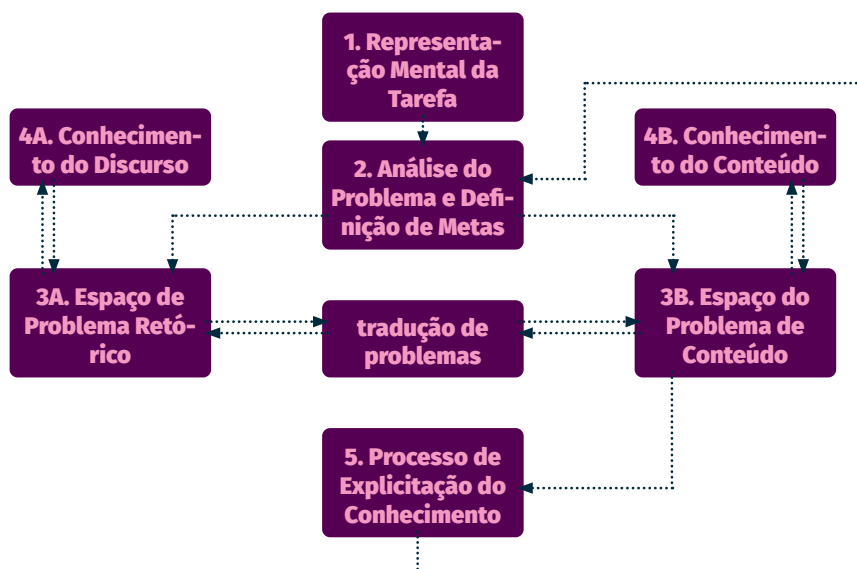 1. Representa-
ção Mental da
Tarefa
4A. Conhecimen-
to do Discurso
4B. Conhecimen-
to do Conteúdo
2. Análise do
Problema e Defi-
nição de Metas
3A. Espaço de
Problema Retó-
rico
tradução de
problemas
3B. Espaço do
Problema de
Conteúdo
5. Processo de
Explicitação do
Conhecimento